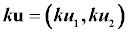 ku = (ku₁, ku₂)